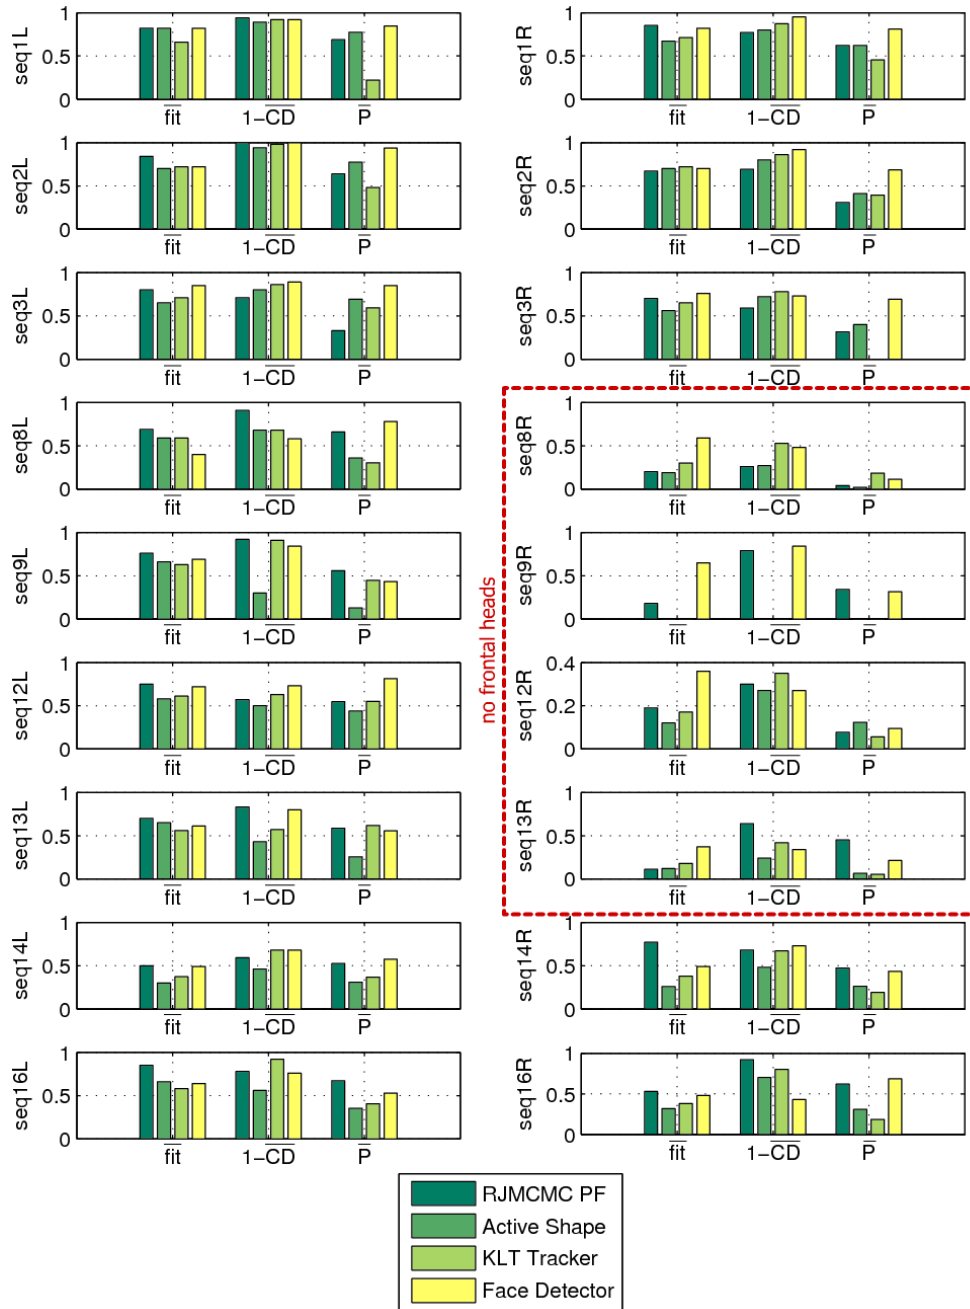 seq1L
1
0.5
0
fit
1-CD
P
seq1R
1
0.5
0
fit
1-CD
P
seq2L
1
0.5
0
fit
1-CD
P
seq2R
1
0.5
0
fit
1-CD
P
seq3L
1
0.5
0
fit
1-CD
P
seq3R
1
0.5
0
fit
1-CD
P
seq8L
1
0.5
0
fit
1-CD
P
seq8R
1
0.5
0
fit
1-CD
P
seq9L
1
0.5
0
fit
1-CD
P
no frontal heads
seq9R
1
0.5
0
fit
1-CD
P
seq12L
1
0.5
0
fit
1-CD
P
seq12R
0.4
0.2
0
fit
1-CD
P
seq13L
1
0.5
0
fit
1-CD
P
seq13R
1
0.5
0
fit
1-CD
P
seq14L
1
0.5
0
fit
1-CD
P
seq14R
1
0.5
0
fit
1-CD
P
seq16L
1
0.5
0
fit
1-CD
P
seq16R
1
0.5
0
fit
1-CD
P
RJMCMC PF
Active Shape
KLT Tracker
Face Detector